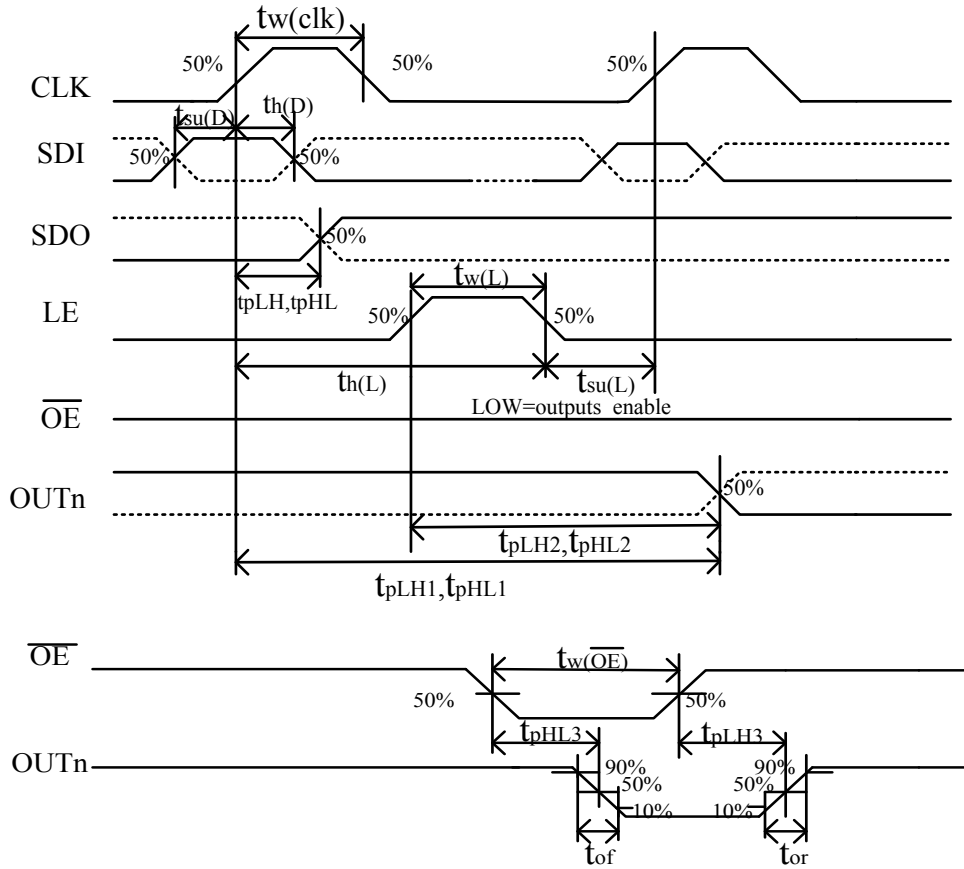 tw(clk)
50% 50% 50%
CLK
tsu(D) th(D)
SDI
50% 50%
SDO
50%
tpLH,tpHL
tw(L)
LE
50% 50%
th(L) tsu(L)
LOW=outputs enable
OE
OUTn
50%
tpLH2,tpHL2
tpLH1,tpHL1
OE
tw(OE)
50% 50%
tpHL3 tpLH3
OUTn
90% 90%
50% 50%
10% 10%
tof tor